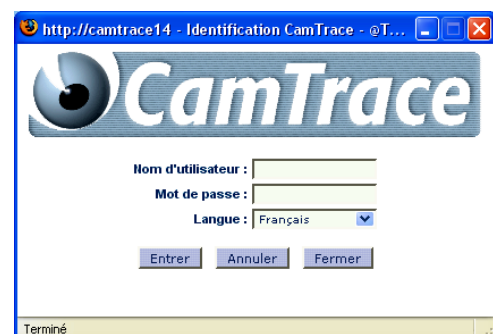 http://camtrace14 - Identification CamTrace - @T...
CamTrace
Nom d'utilisateur :
Mot de passe :
Langue : Français
Entrer Annuler Fermer
Terminé